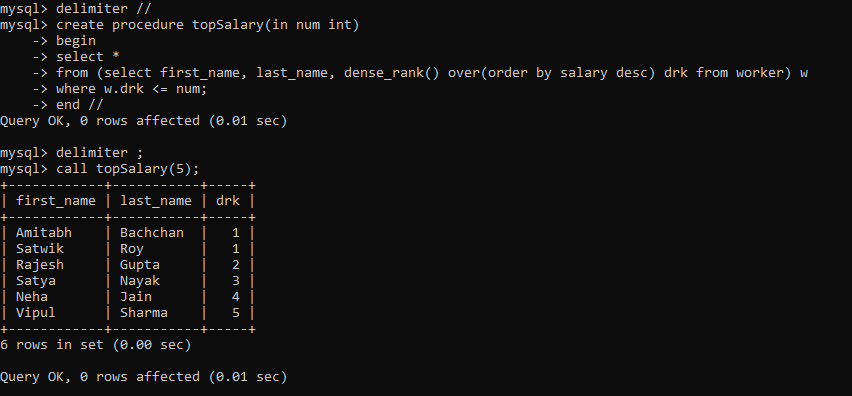 mysql> delimiter //
mysql> create procedure topSalary(in num int)
    -> begin
    -> select *
    -> from (select first_name, last_name, dense_rank() over(order by salary desc) drk from worker) w
    -> where w.drk <= num;
    -> end //
Query OK, 0 rows affected (0.01 sec)

mysql> delimiter ;
mysql> call topSalary(5);
+------------+-----------+-----+
| first_name | last_name | drk |
+------------+-----------+-----+
| Amitabh    | Bachchan  |   1 |
| Satwik     | Roy       |   1 |
| Rajesh     | Gupta     |   2 |
| Satya      | Nayak     |   3 |
| Neha       | Jain      |   4 |
| Vipul      | Sharma    |   5 |
+------------+-----------+-----+
6 rows in set (0.00 sec)

Query OK, 0 rows affected (0.01 sec)